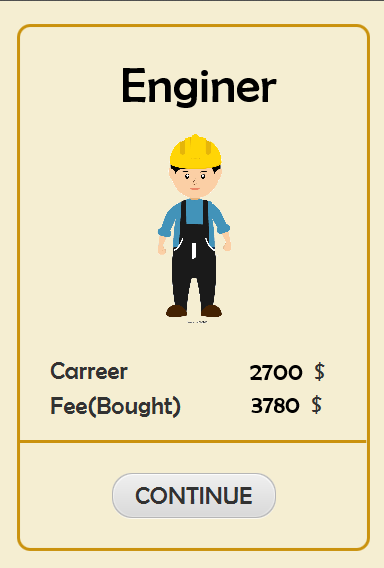 Enginer
Carreer 2700 $
Fee(Bought) 3780 $
CONTINUE